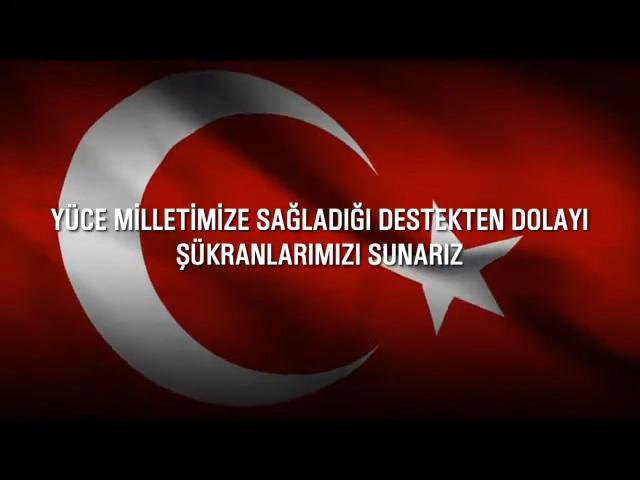 YÜCE MİLLETİMİZE SAĞLADIĞI DESTEKTEN DOLAYI
ŞÜKRANLARIMIZI SUNARIZ